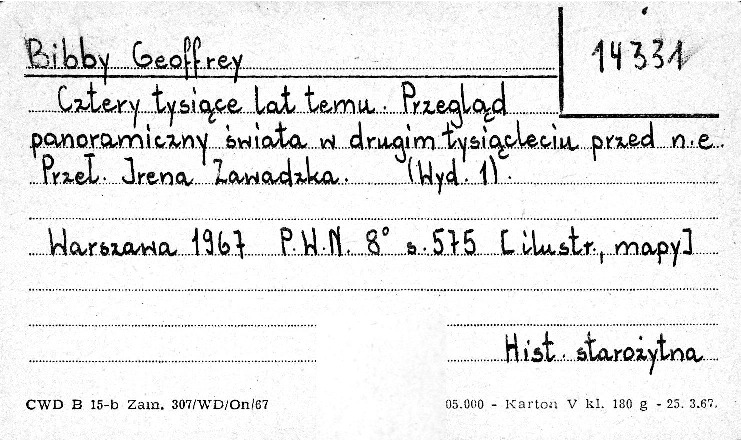 Bibby Geoffrey
14331
Cztery tysiące lat temu. Przegląd
panoramiczny świata w drugim tysiącleciu przed n.e.
Przeł. Irena Zawadzka. (Wyd. 1).
Warszawa 1967 P.W.N. 8° s. 575 [ilustr., mapy]
Hist. starożytna
CWD B 15-b Zam. 307/WD/On/67
05.000 - Karton V kl. 180 g - 25. 3. 67.